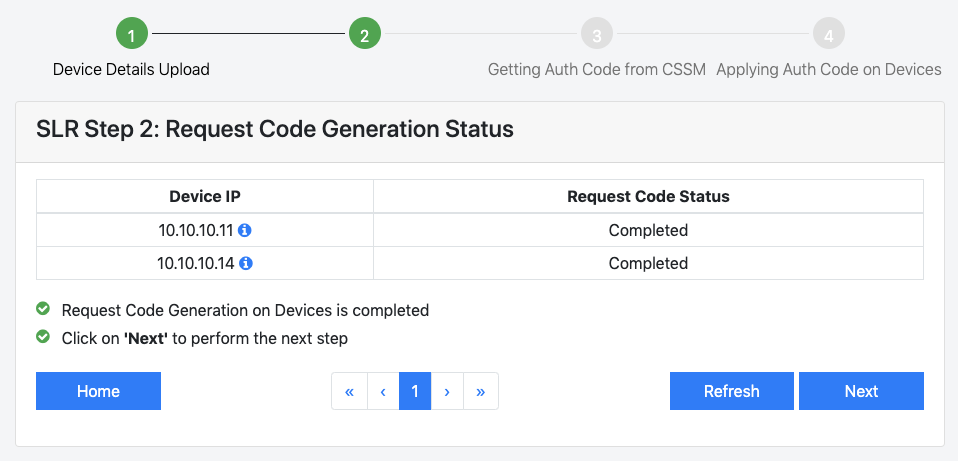 1 2 3 4
Device Details Upload Getting Auth Code from CSSM Applying Auth Code on Devices
SLR Step 2: Request Code Generation Status
Device IP Request Code Status
10.10.10.11 Completed
10.10.10.14 Completed
Request Code Generation on Devices is completed
Click on 'Next' to perform the next step
Home « ‹ 1 › » Refresh Next